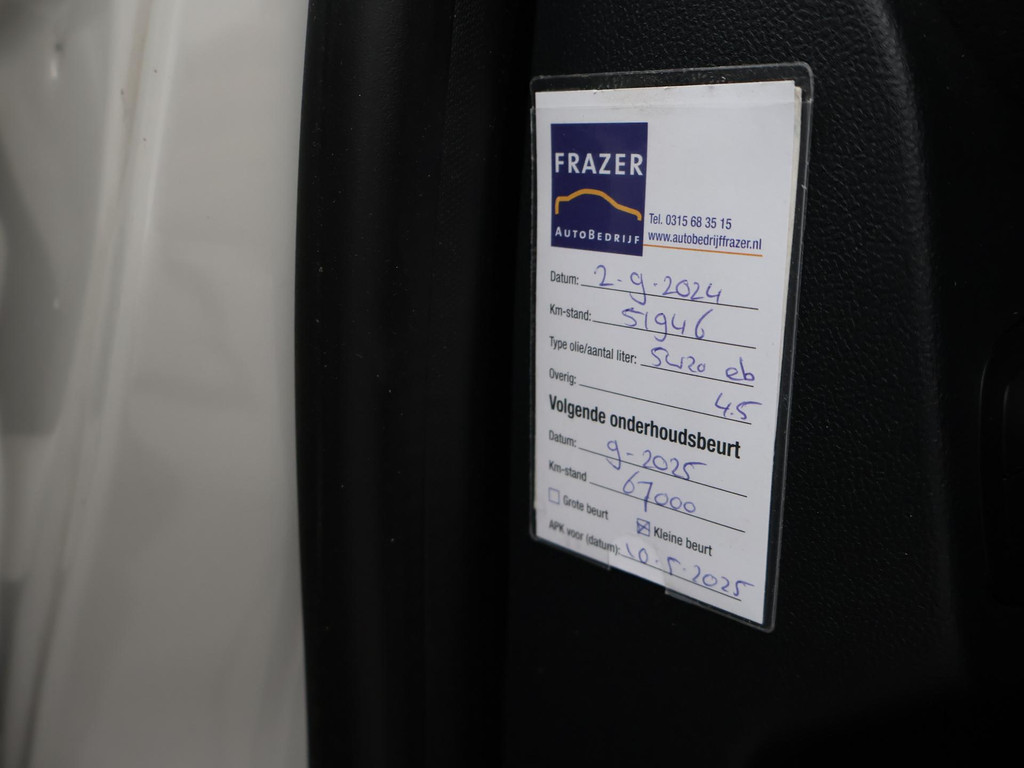 FRAZER
AUTOBEDRIJF
Tel. 0315 68 35 15
www.autobedrijffrazer.nl
Datum: 2-9-2024
Km-stand: 51946
Type olie/aantal liter: 5w20 eb
Overig: 4.5
Volgende onderhoudsbeurt
Datum: 9-2025
Km-stand 67000
Grote beurt Kleine beurt
APK voor (datum): 10.5.2025